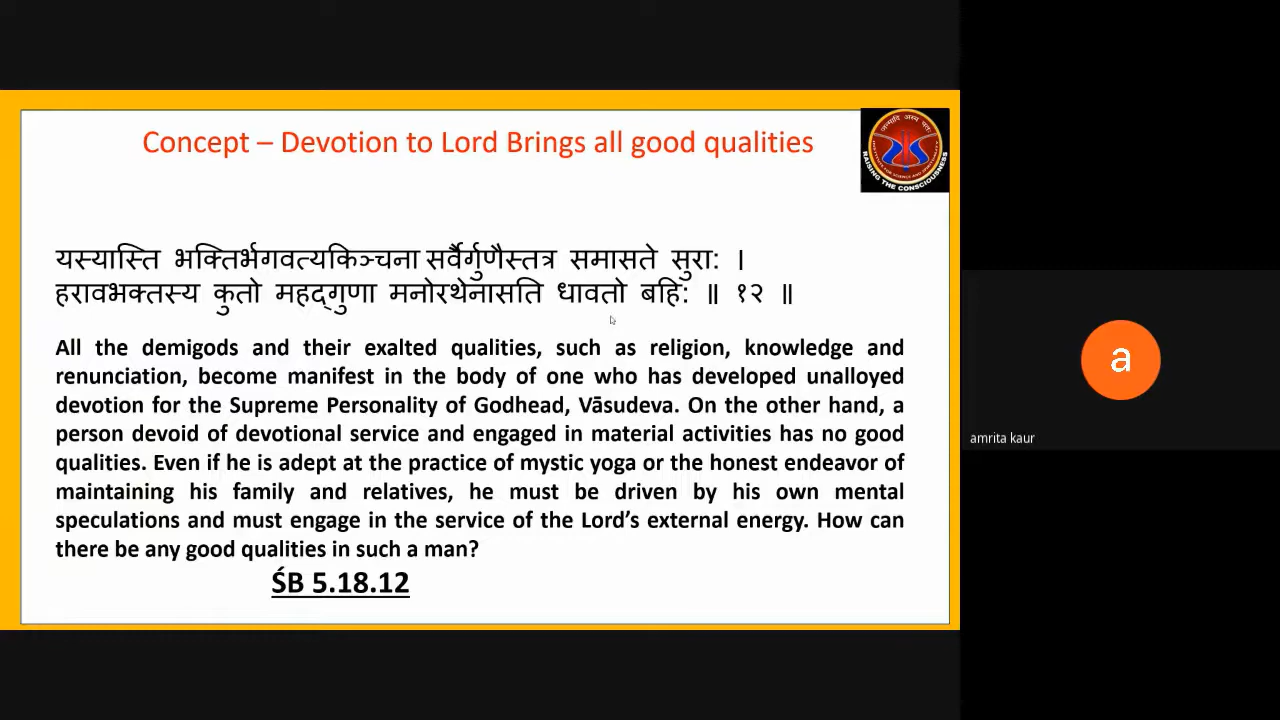 Concept – Devotion to Lord Brings all good qualities
RAISING THE CONSCIOUSNESS
यस्यास्ति भक्तिर्भगवत्यकिञ्चना सर्वैर्गुणैस्तत्र समासते सुरा: ।
हरावभक्तस्य कुतो महद्गुणा मनोरथेनासति धावतो बहि: ॥ १२ ॥
All the demigods and their exalted qualities, such as religion, knowledge and
renunciation, become manifest in the body of one who has developed unalloyed
devotion for the Supreme Personality of Godhead, Vāsudeva. On the other hand, a
person devoid of devotional service and engaged in material activities has no good
qualities. Even if he is adept at the practice of mystic yoga or the honest endeavor of
maintaining his family and relatives, he must be driven by his own mental
speculations and must engage in the service of the Lord’s external energy. How can
there be any good qualities in such a man?
ŚB 5.18.12
a
amrita kaur